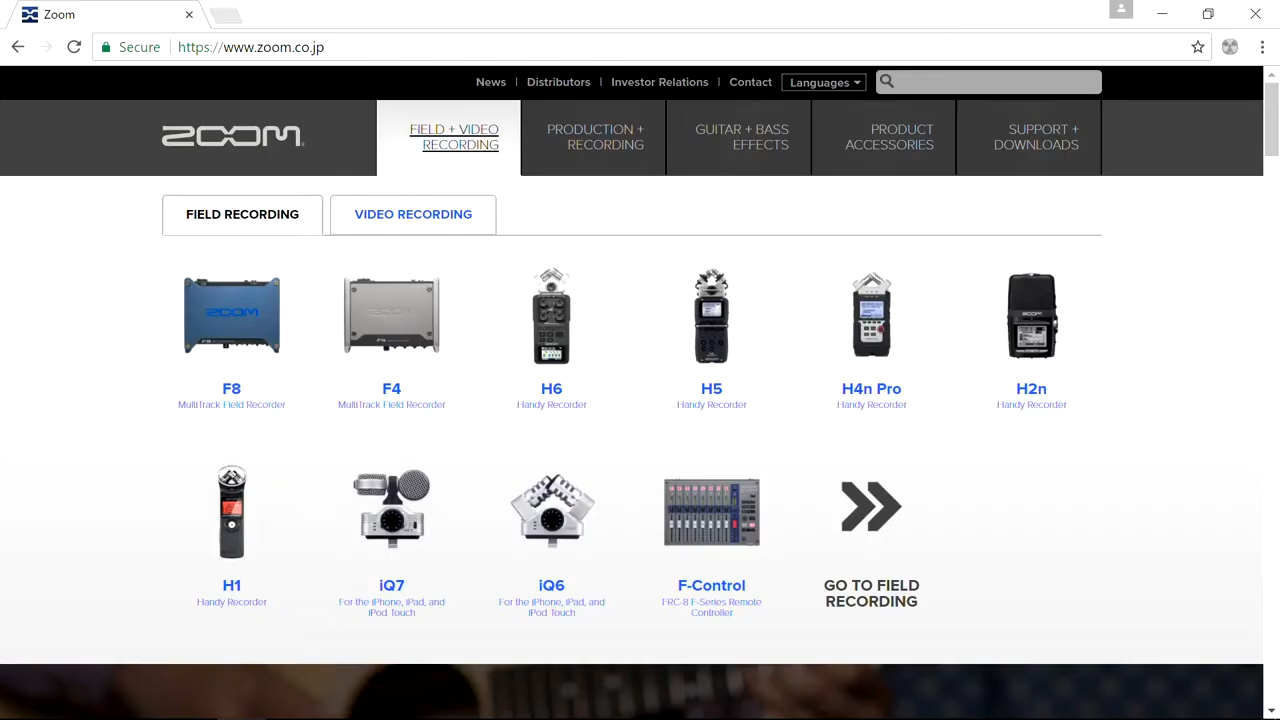 Zoom
Secure https://www.zoom.co.jp
News | Distributors | Investor Relations | Contact Languages
ZOOM
FIELD + VIDEO
RECORDING
PRODUCTION +
RECORDING
GUITAR + BASS
EFFECTS
PRODUCT
ACCESSORIES
SUPPORT +
DOWNLOADS
FIELD RECORDING
VIDEO RECORDING
F8
MultiTrack Field Recorder
F4
MultiTrack Field Recorder
H6
Handy Recorder
H5
Handy Recorder
H4n Pro
Handy Recorder
H2n
Handy Recorder
H1
Handy Recorder
iQ7
For the iPhone, iPad, and
iPod Touch
iQ6
For the iPhone, iPad, and
iPod Touch
F-Control
FRC-8 F-Series Remote
Controller
GO TO FIELD
RECORDING